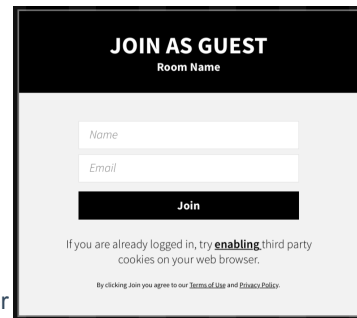 JOIN AS GUEST
Room Name
Name
Email
Join
If you are already logged in, try enabling third party
cookies on your web browser.
By clicking Join you agree to our Terms of Use and Privacy Policy.
r